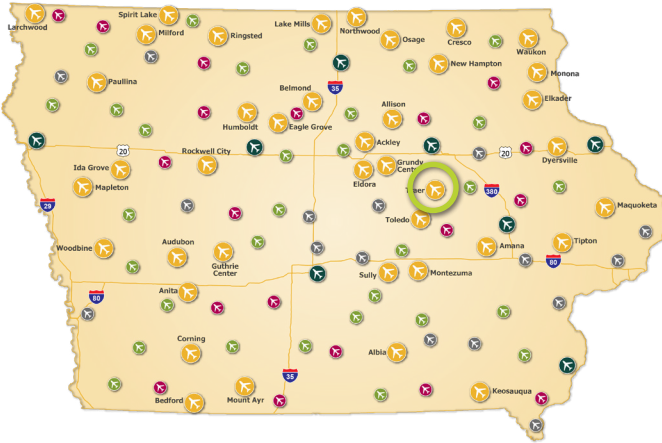 Larchwood
Spirit Lake
Milford
Ringsted
Lake Mills
Northwood
Osage
Cresco
Waukon
New Hampton
Monona
Elkader
Paullina
Belmond
35
Humboldt
Eagle Grove
Allison
Ackley
20
20
Dyersville
Rockwell City
Ida Grove
Mapleton
Eldora
Grundy
380
29
Toledo
Maquoketa
Woodbine
Audubon
Guthrie
Center
Amana
Tipton
80
Sully
Montezuma
Anita
80
Corning
Albia
35
Bedford
Mount Ayr
Keosauqua